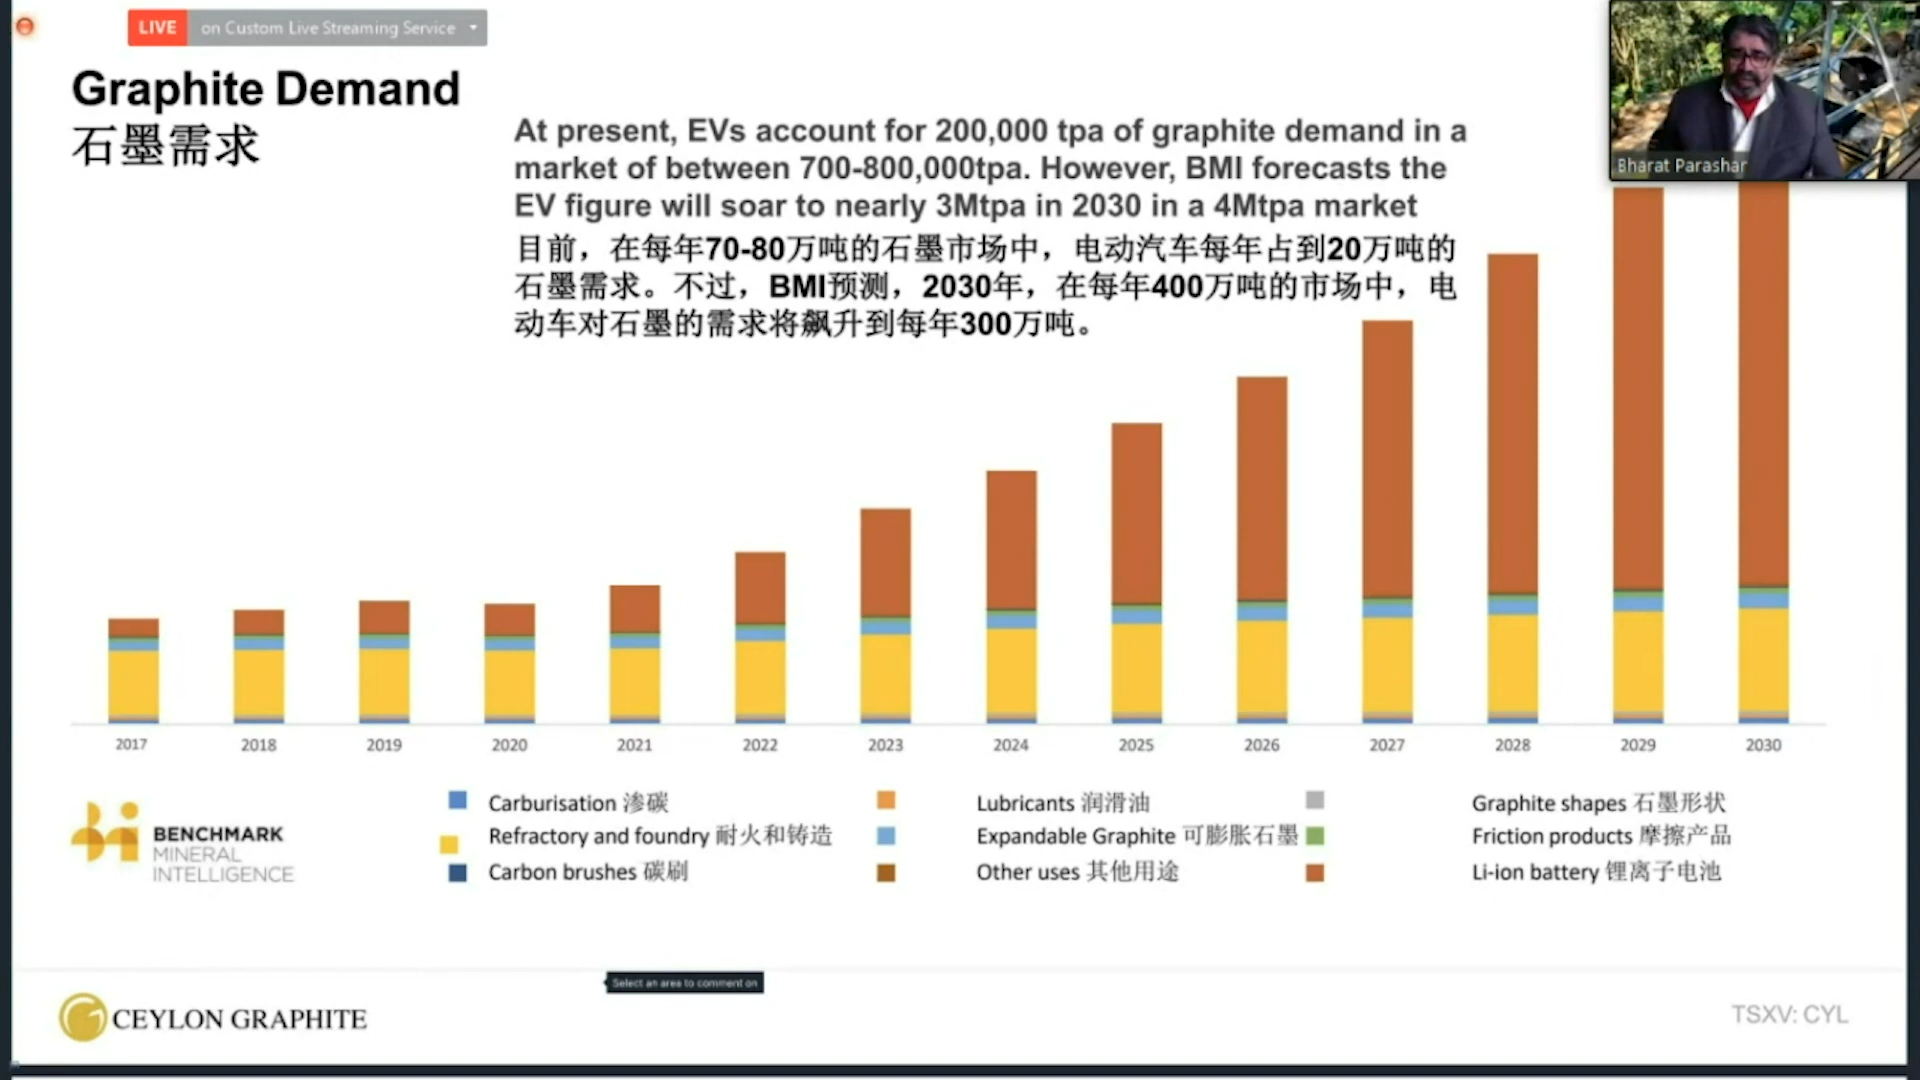 LIVE on Custom Live Streaming Service
Graphite Demand
石墨需求
At present, EVs account for 200,000 tpa of graphite demand in a
market of between 700-800,000tpa. However, BMI forecasts the
EV figure will soar to nearly 3Mtpa in 2030 in a 4Mtpa market
目前，在每年70-80万吨的石墨市场中，电动汽车每年占到20万吨的
石墨需求。不过，BMI预测，2030年，在每年400万吨的市场中，电
动车对石墨的需求将飙升到每年300万吨。
Bharat Parashar
2017 2018 2019 2020 2021 2022 2023 2024 2025 2026 2027 2028 2029 2030
Carburisation 渗碳 Lubricants 润滑油 Graphite shapes 石墨形状
Refractory and foundry 耐火和铸造 Expandable Graphite 可膨胀石墨 Friction products 摩擦产品
Carbon brushes 碳刷 Other uses 其他用途 Li-ion battery 锂离子电池
BENCHMARK
MINERAL
INTELLIGENCE
Select an area to comment on
CEYLON GRAPHITE
TSXV: CYL